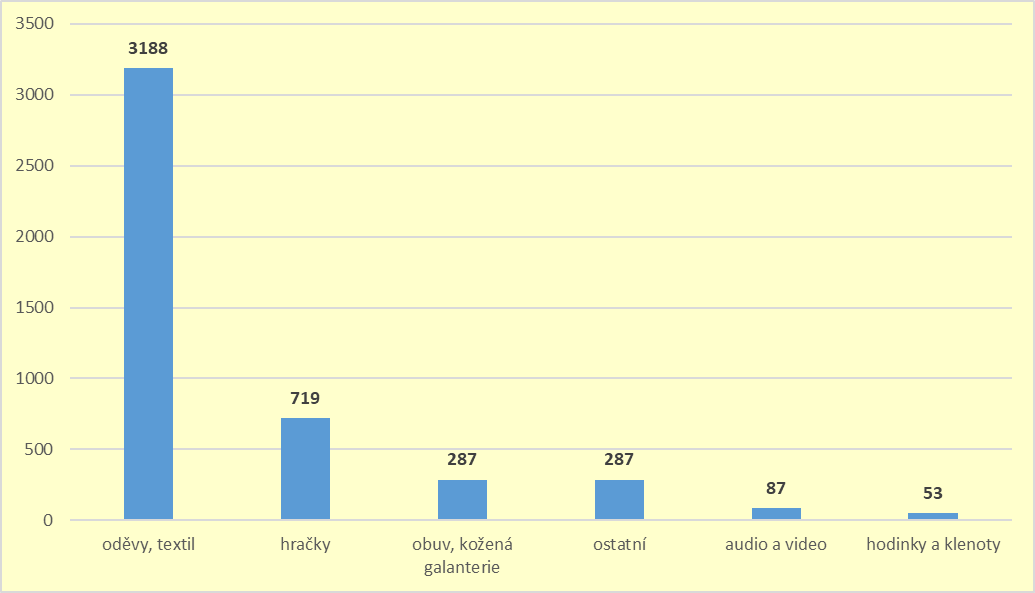 3500
3188
3000
2500
2000
1500
1000
719
500
287
287
87
53
0
oděvy, textil
hračky
obuv, kožená
galanterie
ostatní
audio a video
hodinky a klenoty